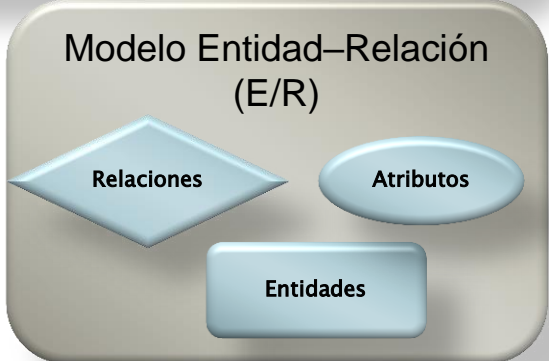 Modelo Entidad–Relación
(E/R)
Relaciones
Atributos
Entidades